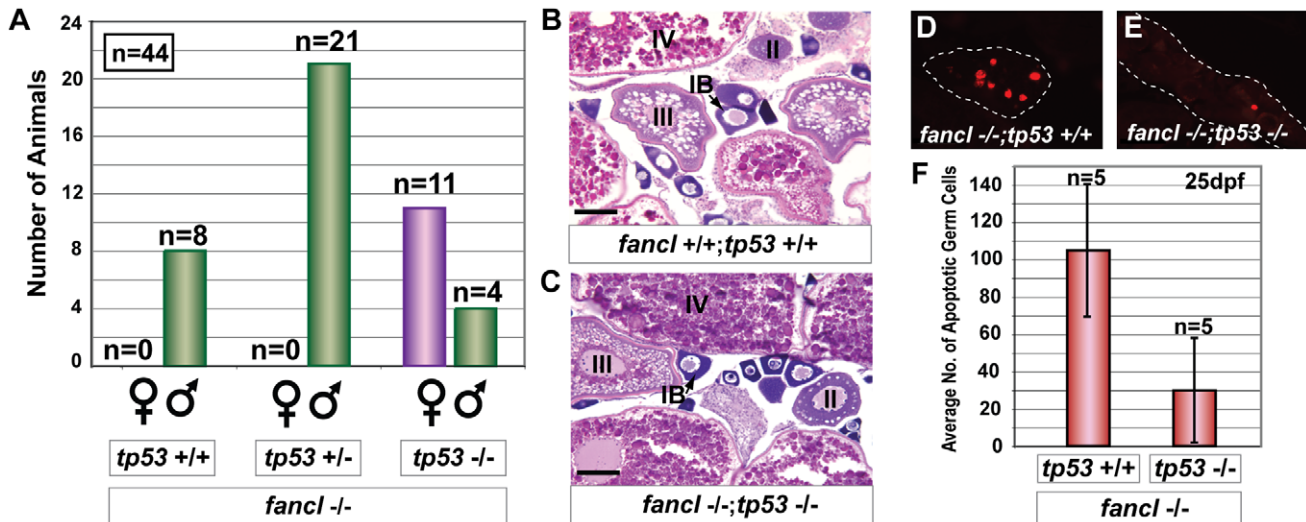 A
Number of Animals
24
20
16
12
8
4
0
n=44
n=0
n=8
n=0
n=21
n=11
n=4
♀ ♂ ♀ ♂ ♀ ♂
tp53 +/+
tp53 +/-
tp53 -/-
fancl -/-
B
IV
II
IB
III
fancl +/+;tp53 +/+
C
IV
III
IB
II
fancl -/-;tp53 -/-
D
fancl -/-;tp53 +/+
E
fancl -/-;tp53 -/-
F
Average No. of Apoptotic Germ Cells
140
120
100
80
60
40
20
0
n=5
25dpf
n=5
tp53 +/+
tp53 -/-
fancl -/-